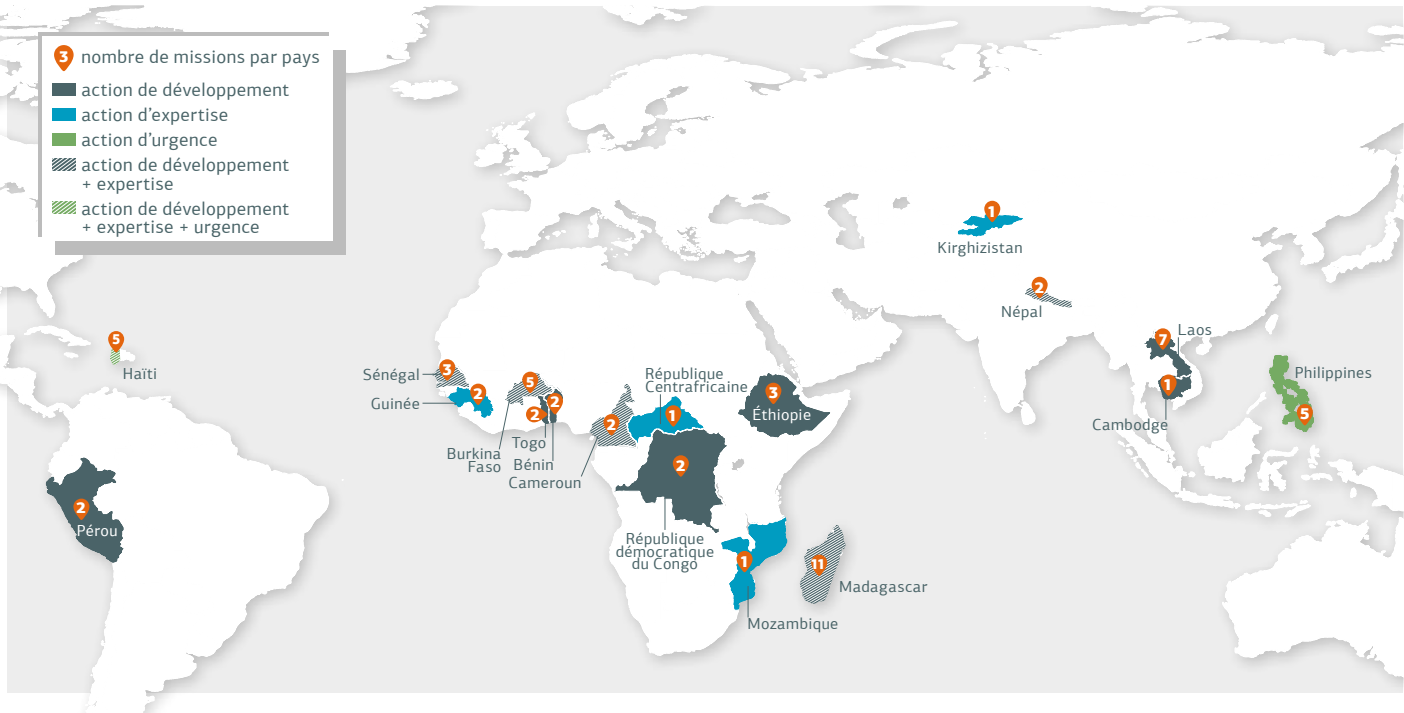 3 nombre de missions par pays
action de développement
action d'expertise
action d'urgence
action de développement
+ expertise
action de développement
+ expertise + urgence
1
Kirghizistan
2
Népal
5
Haïti
7
Laos
1
Cambodge
Philippines
5
Sénégal
3
Guinée
2
5
Burkina
Faso
2
Togo
2
Bénin
2
Cameroun
République
Centrafricaine
1
3
Éthiopie
2
République
démocratique
du Congo
2
Pérou
1
Mozambique
11
Madagascar